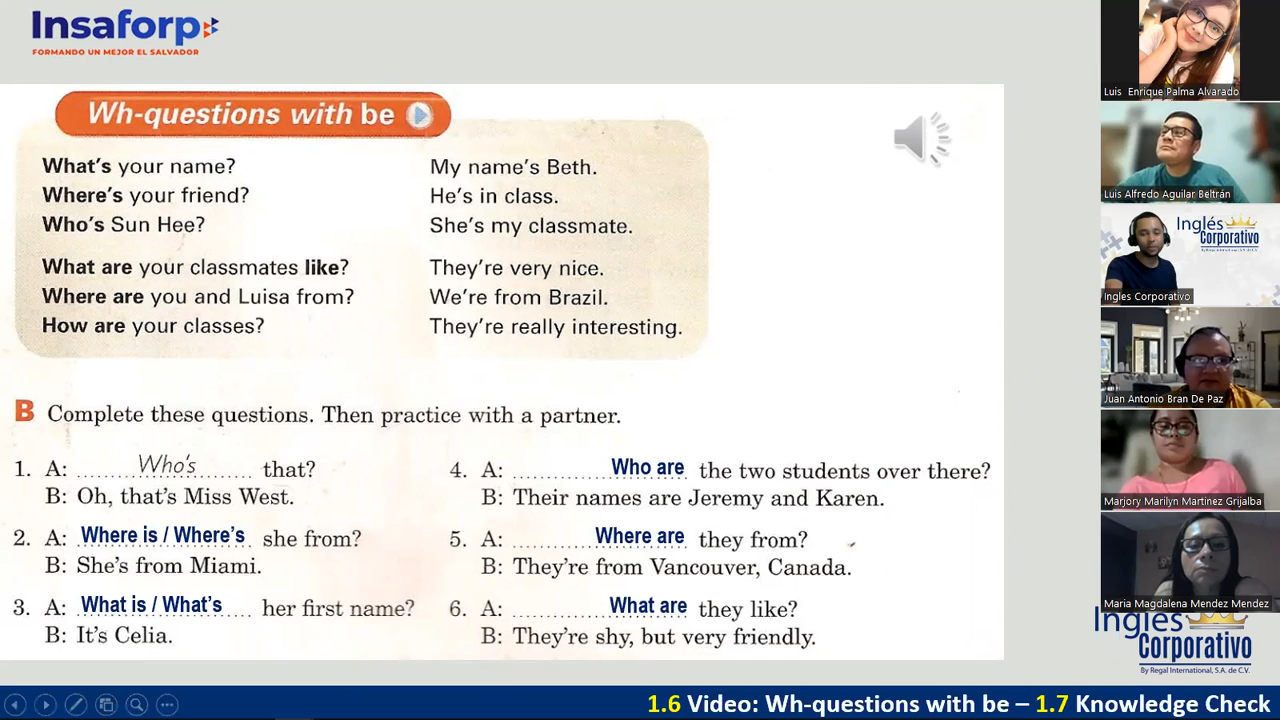 Insaforp
FORMANDO UN MEJOR EL SALVADOR
Wh-questions with be
What's your name? My name's Beth.
Where's your friend? He's in class.
Who's Sun Hee? She's my classmate.
What are your classmates like? They're very nice.
Where are you and Luisa from? We're from Brazil.
How are your classes? They're really interesting.
B Complete these questions. Then practice with a partner.
1. A: Who's that?
B: Oh, that's Miss West.
2. A: Where is / Where's she from?
B: She's from Miami.
3. A: What is / What's her first name?
B: It's Celia.
4. A: Who are the two students over there?
B: Their names are Jeremy and Karen.
5. A: Where are they from?
B: They're from Vancouver, Canada.
6. A: What are they like?
B: They're shy, but very friendly.
Luis Enrique Palma Alvarado
Luis Alfredo Aguilar Beltrán
Inglés
Corporativo
Ingles Corporativo
Juan Antonio Bran De Paz
Marjory Marilyn Martinez Grijalba
Maria Magdalena Mendez Mendez
Inglés
Corporativo
By Regal International, S.A. de C.V.
1.6 Video: Wh-questions with be – 1.7 Knowledge Check